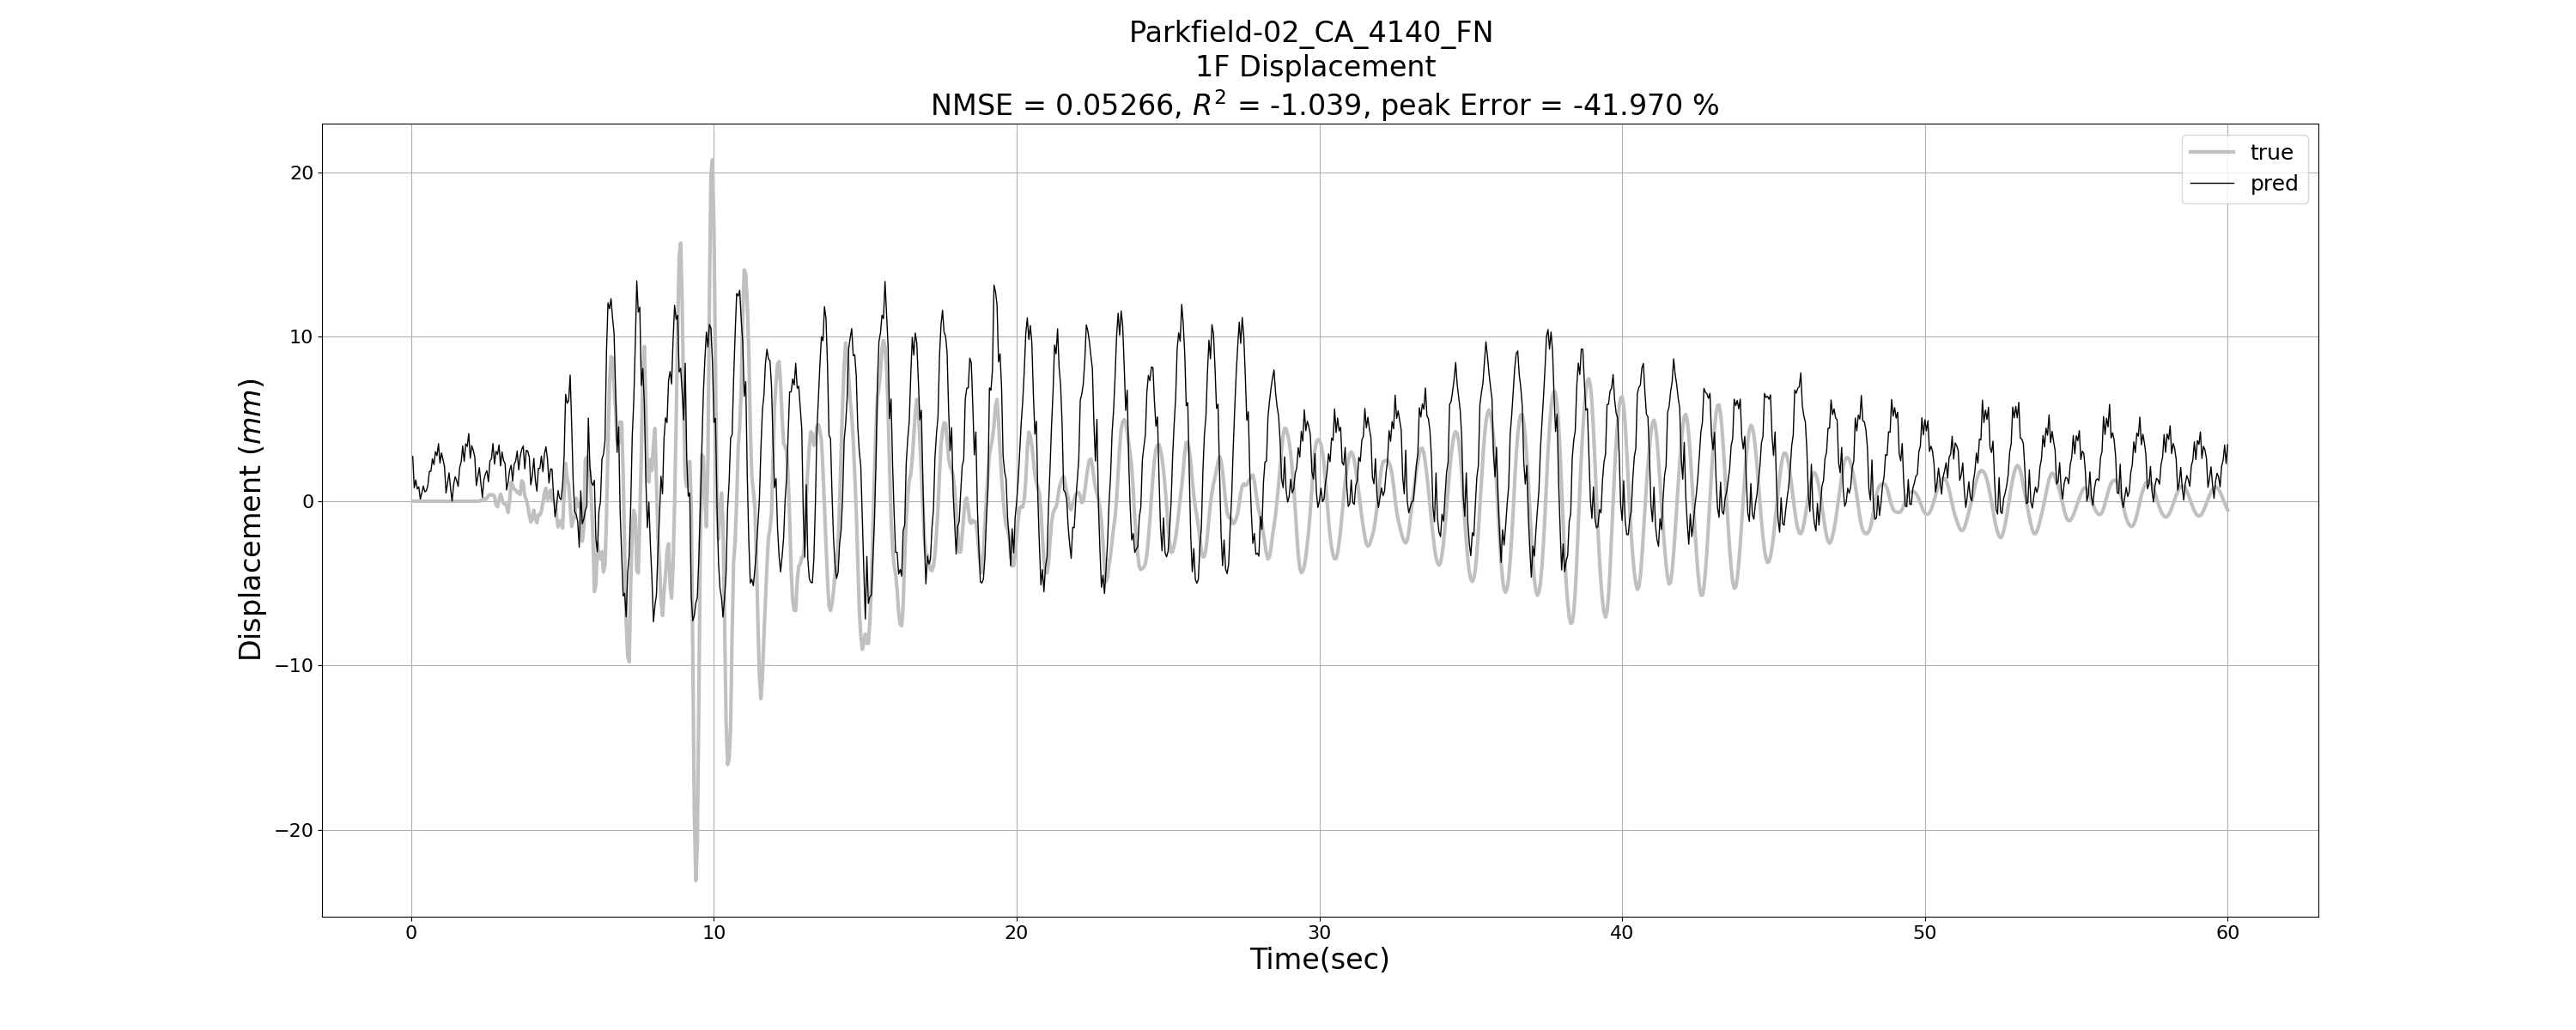 Parkfield-02_CA_4140_FN
1F Displacement
NMSE = 0.05266, R² = -1.039, peak Error = -41.970 %
true
pred
20
10
0
−10
−20
Displacement (mm)
0 10 20 30 40 50 60
Time(sec)